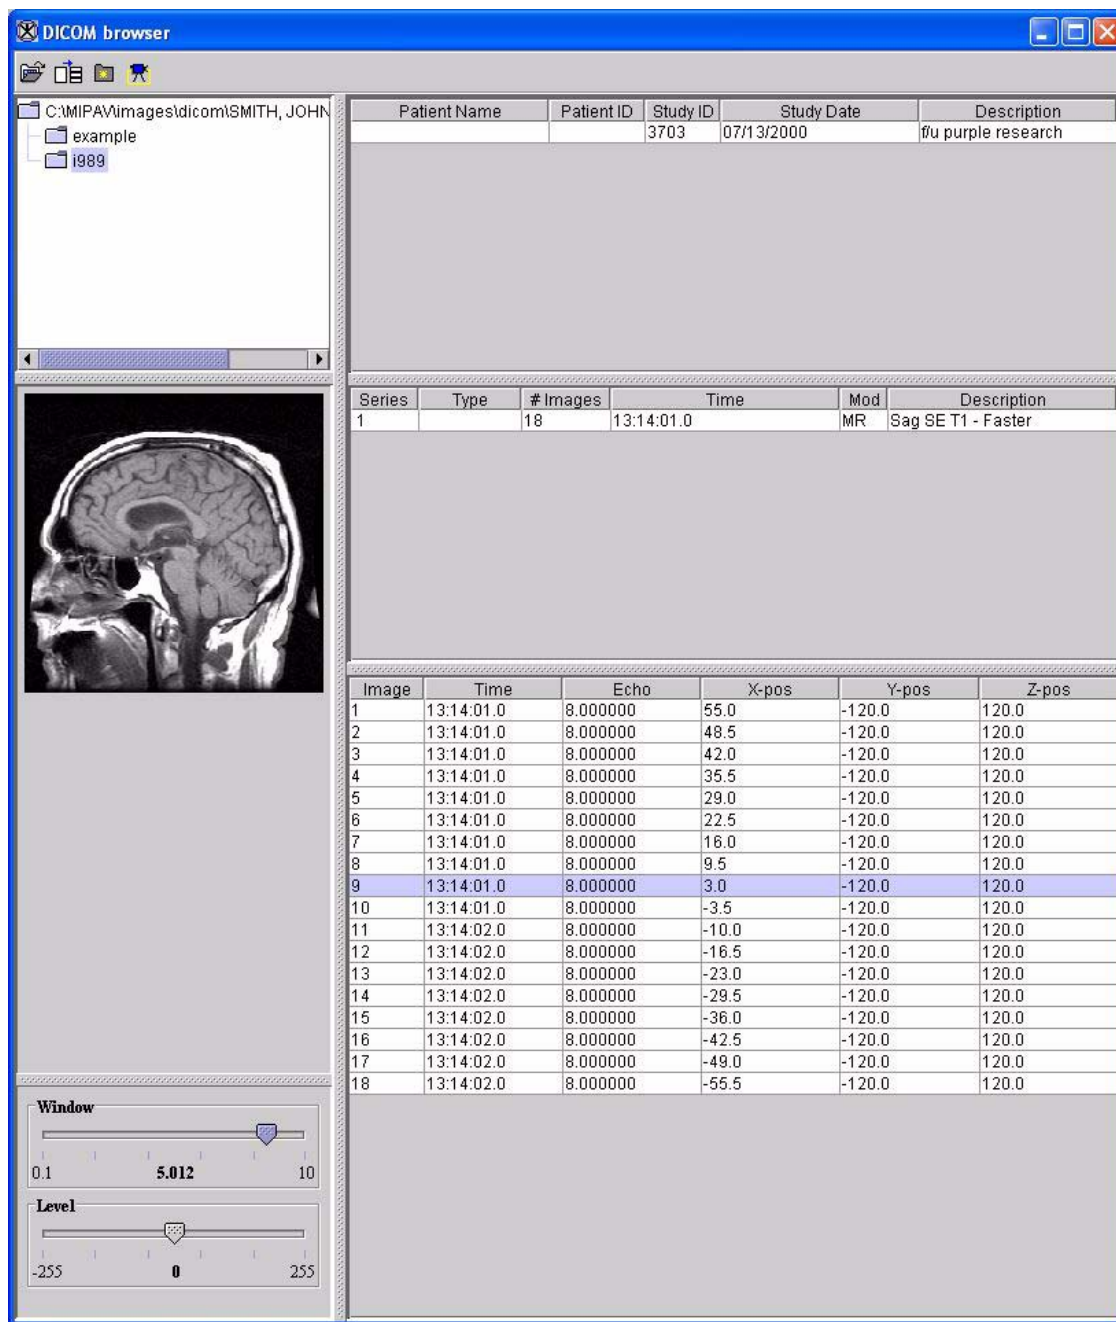 DICOM browser
C:\MIPAV\images\dicom\SMITH, JOHN
example
i989
Patient Name Patient ID Study ID Study Date Description
3703 07/13/2000 f/u purple research
Series Type # Images Time Mod Description
1 18 13:14:01.0 MR Sag SE T1 - Faster
Image Time Echo X-pos Y-pos Z-pos
1 13:14:01.0 8.000000 55.0 -120.0 120.0
2 13:14:01.0 8.000000 48.5 -120.0 120.0
3 13:14:01.0 8.000000 42.0 -120.0 120.0
4 13:14:01.0 8.000000 35.5 -120.0 120.0
5 13:14:01.0 8.000000 29.0 -120.0 120.0
6 13:14:01.0 8.000000 22.5 -120.0 120.0
7 13:14:01.0 8.000000 16.0 -120.0 120.0
8 13:14:01.0 8.000000 9.5 -120.0 120.0
9 13:14:01.0 8.000000 3.0 -120.0 120.0
10 13:14:01.0 8.000000 -3.5 -120.0 120.0
11 13:14:02.0 8.000000 -10.0 -120.0 120.0
12 13:14:02.0 8.000000 -16.5 -120.0 120.0
13 13:14:02.0 8.000000 -23.0 -120.0 120.0
14 13:14:02.0 8.000000 -29.5 -120.0 120.0
15 13:14:02.0 8.000000 -36.0 -120.0 120.0
16 13:14:02.0 8.000000 -42.5 -120.0 120.0
17 13:14:02.0 8.000000 -49.0 -120.0 120.0
18 13:14:02.0 8.000000 -55.5 -120.0 120.0
Window
0.1 5.012 10
Level
-255 0 255